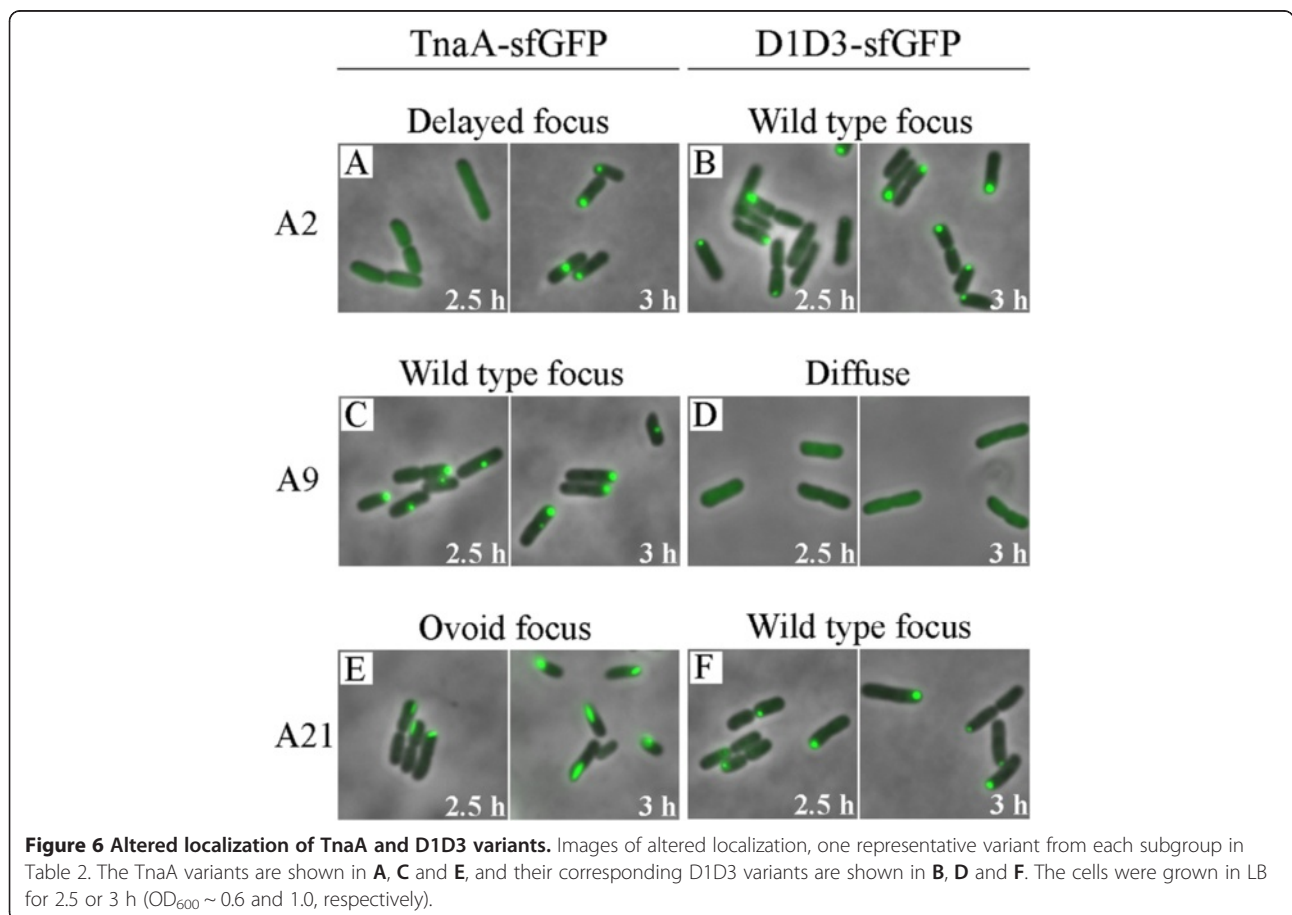 TnaA-sfGFP D1D3-sfGFP
Delayed focus Wild type focus
A2
A 2.5 h 3 h B 2.5 h 3 h
Wild type focus Diffuse
A9
C 2.5 h 3 h D 2.5 h 3 h
Ovoid focus Wild type focus
A21
E 2.5 h 3 h F 2.5 h 3 h
Figure 6 Altered localization of TnaA and D1D3 variants. Images of altered localization, one representative variant from each subgroup in
Table 2. The TnaA variants are shown in A, C and E, and their corresponding D1D3 variants are shown in B, D and F. The cells were grown in LB
for 2.5 or 3 h (OD₆₀₀ ~ 0.6 and 1.0, respectively).